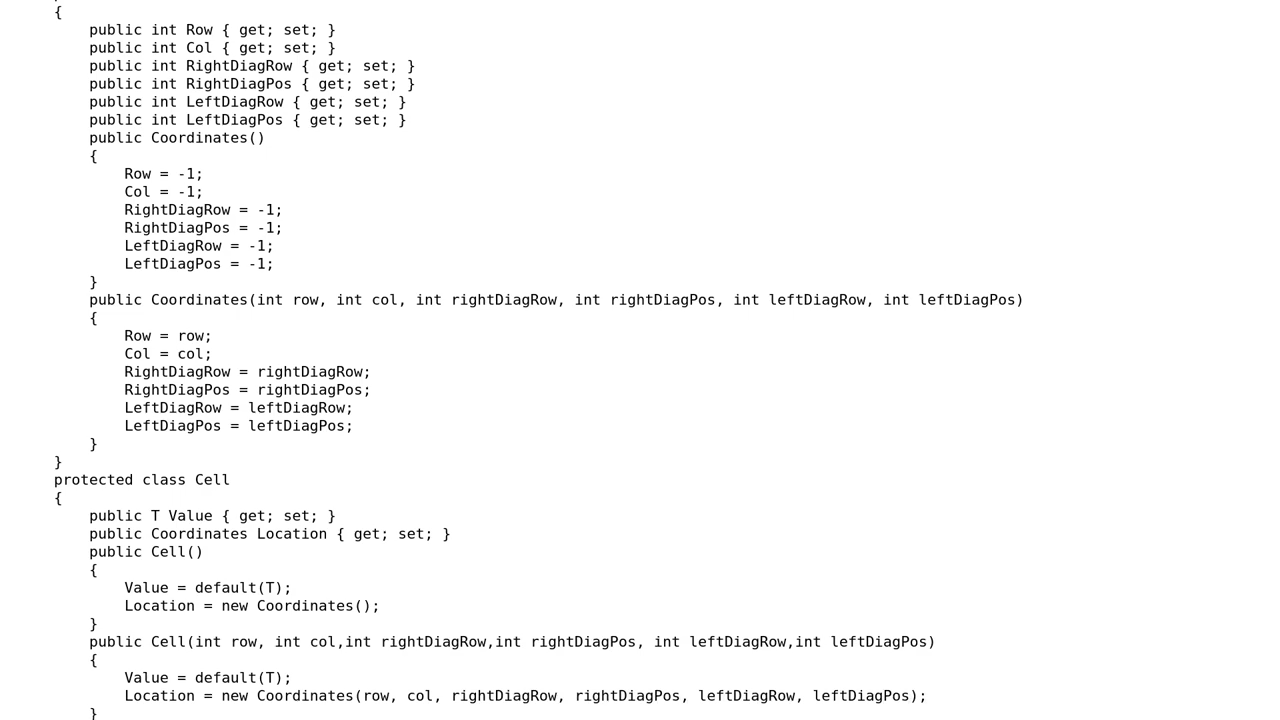 {
public int Row { get; set; }
public int Col { get; set; }
public int RightDiagRow { get; set; }
public int RightDiagPos { get; set; }
public int LeftDiagRow { get; set; }
public int LeftDiagPos { get; set; }
public Coordinates()
{
Row = -1;
Col = -1;
RightDiagRow = -1;
RightDiagPos = -1;
LeftDiagRow = -1;
LeftDiagPos = -1;
}
public Coordinates(int row, int col, int rightDiagRow, int rightDiagPos, int leftDiagRow, int leftDiagPos)
{
Row = row;
Col = col;
RightDiagRow = rightDiagRow;
RightDiagPos = rightDiagPos;
LeftDiagRow = leftDiagRow;
LeftDiagPos = leftDiagPos;
}
}
protected class Cell
{
public T Value { get; set; }
public Coordinates Location { get; set; }
public Cell()
{
Value = default(T);
Location = new Coordinates();
}
public Cell(int row, int col,int rightDiagRow,int rightDiagPos, int leftDiagRow,int leftDiagPos)
{
Value = default(T);
Location = new Coordinates(row, col, rightDiagRow, rightDiagPos, leftDiagRow, leftDiagPos);
}